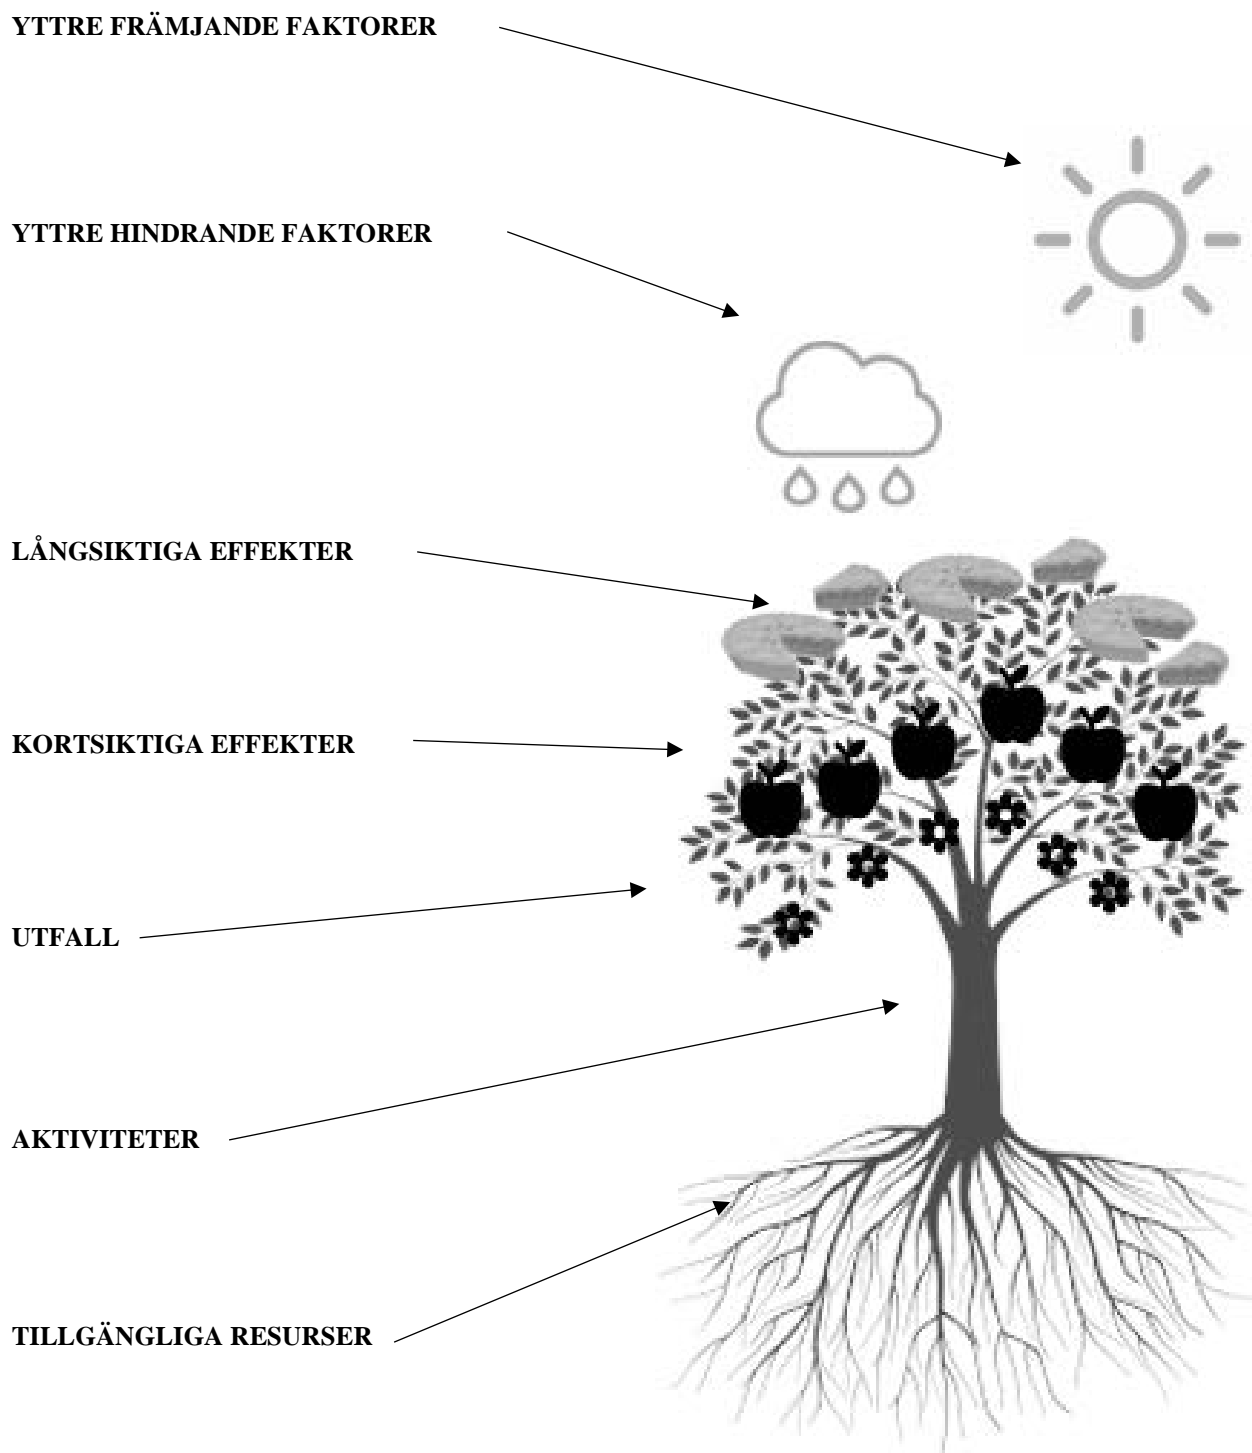 YTTRE FRÄMJANDE FAKTORER
YTTRE HINDRANDE FAKTORER
LÅNGSIKTIGA EFFEKTER
KORTSIKTIGA EFFEKTER
UTFALL
AKTIVITETER
TILLGÄNGLIGA RESURSER